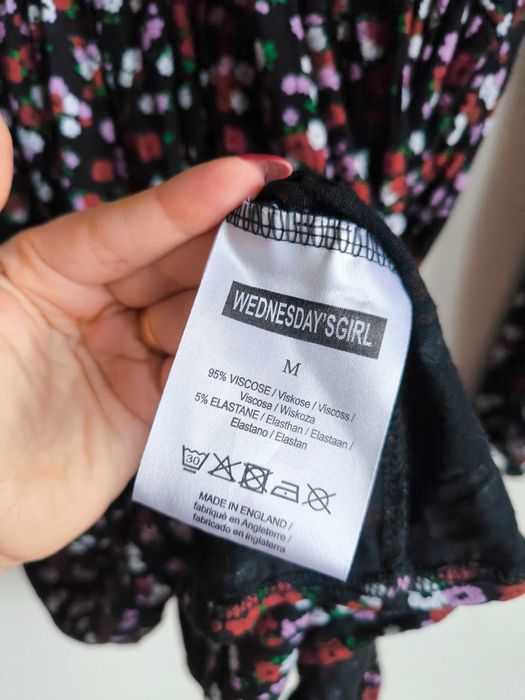 WEDNESDAY'SGIRL
M
95% VISCOSE / Viskose / Viscoss /
Viscosa / Wiskoza
5% ELASTANE / Elasthan / Elastaan /
Elastano / Elastan
30
MADE IN ENGLAND /
fabriqué en Angleterre /
fabricado en inglaterra